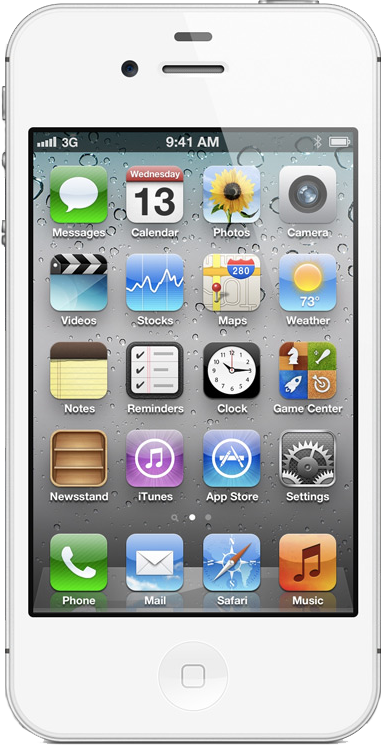 3G 9:41 AM
Wednesday
13
280
73°
Messages Calendar Photos Camera
Videos Stocks Maps Weather
Notes Reminders Clock Game Center
Newsstand iTunes App Store Settings
Phone Mail Safari Music